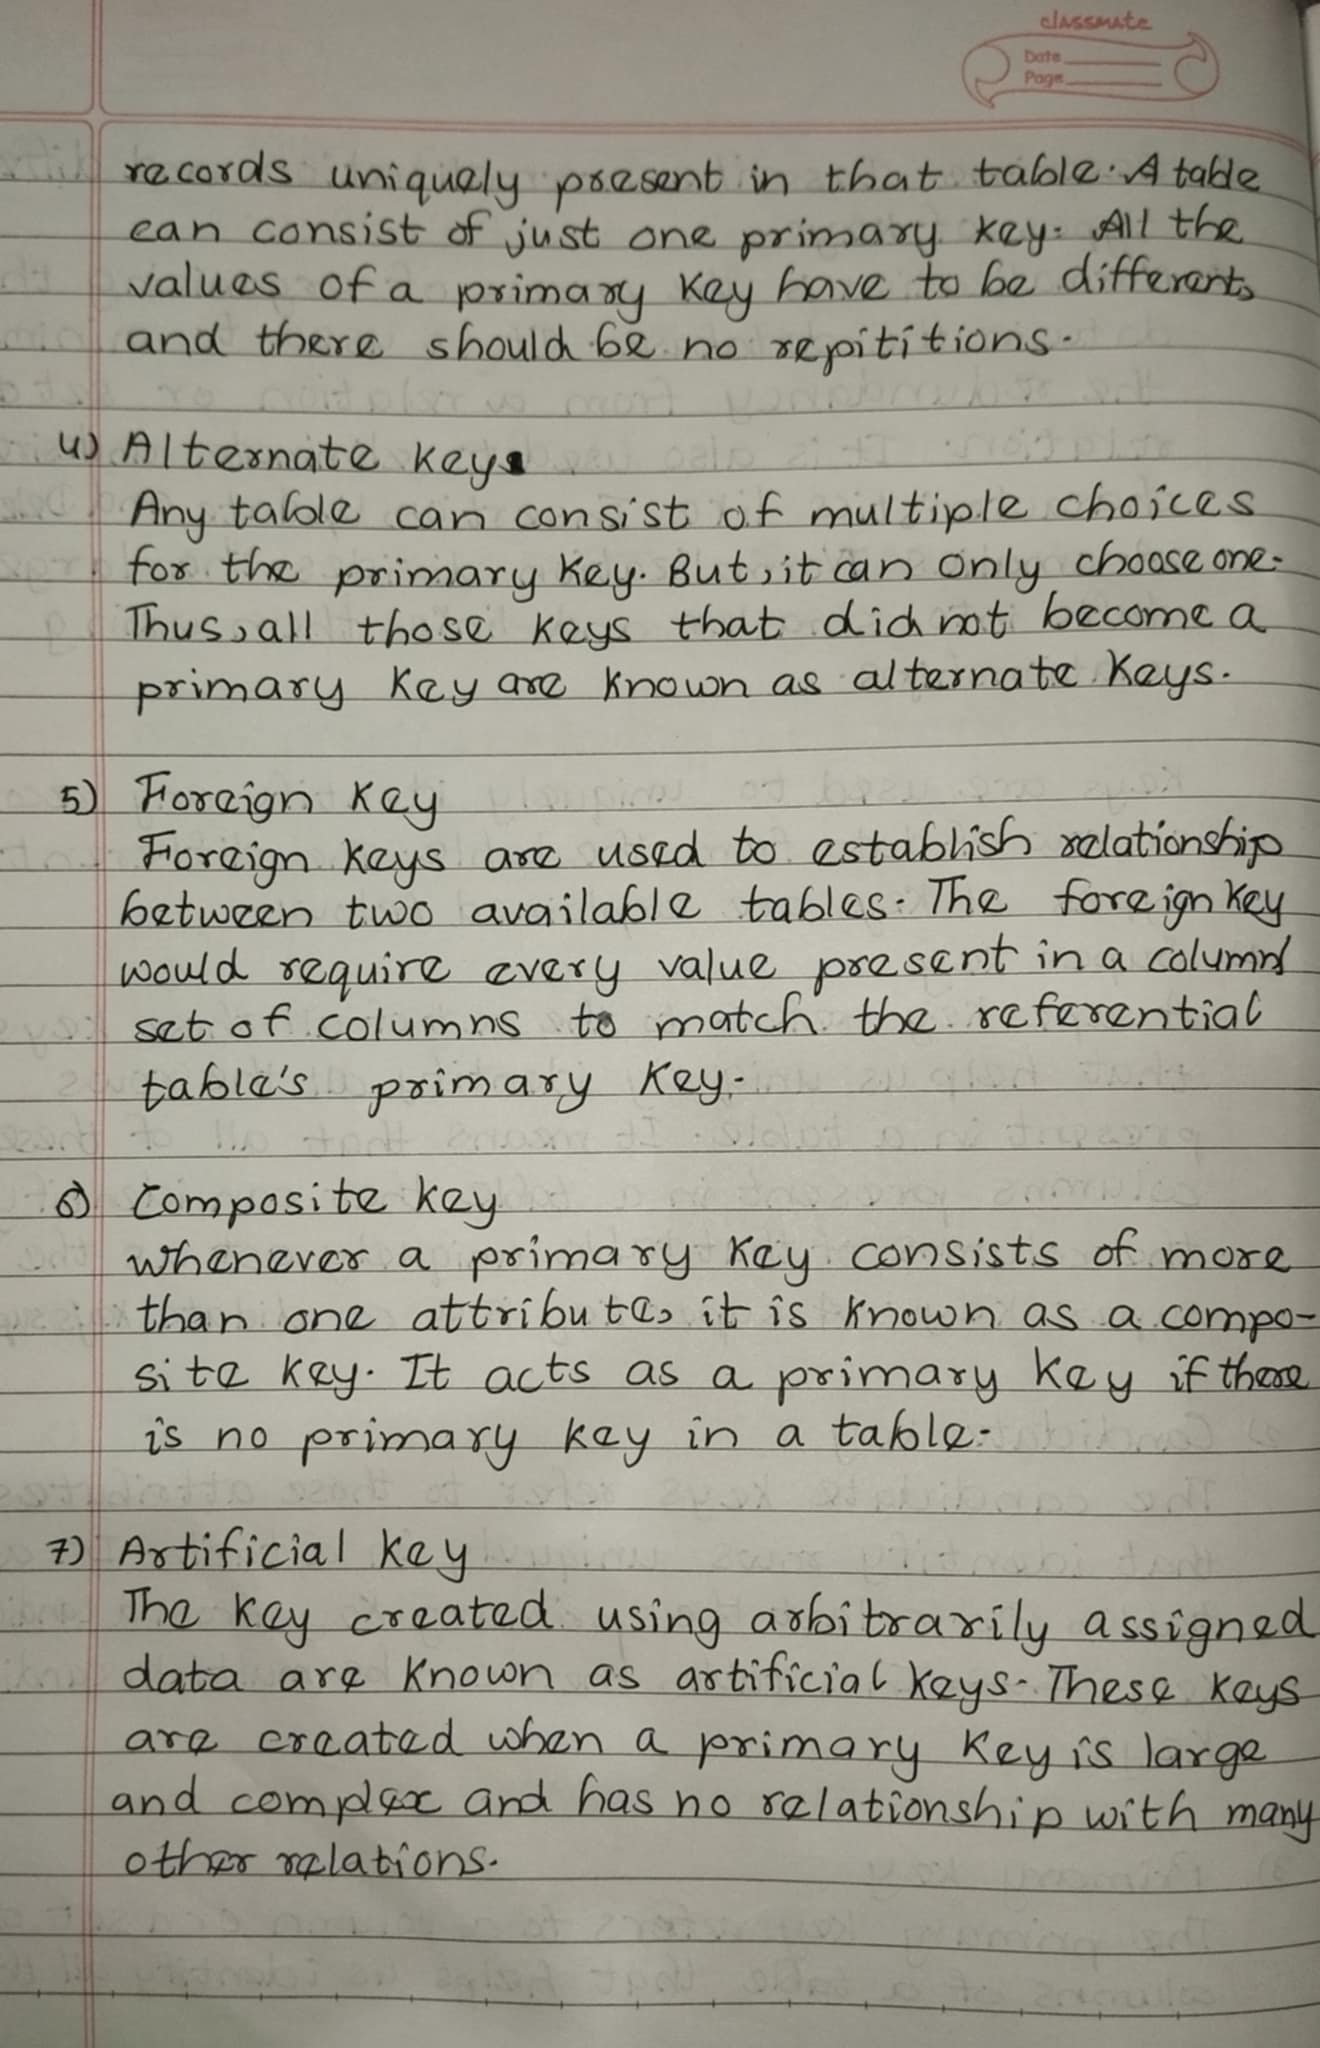 classmate
Date
Page
records uniquely present in that table. A table
can consist of just one primary key. All the
values of a primary key have to be different,
and there should be no repititions.
4) Alternate key
Any table can consist of multiple choices
for the primary key. But, it can only choose one.
Thus, all those keys that did not become a
primary key are known as alternate keys.
5) Foreign key
Foreign keys are used to establish relationship
between two available tables. The foreign key
would require every value present in a column/
set of columns to match the referential
table's primary key.
6) Composite key
whenever a primary key consists of more
than one attribute, it is known as a compo-
site key. It acts as a primary key if there
is no primary key in a table.
7) Artificial key
The key created using arbitrarily assigned
data are known as artificial keys. These keys
are created when a primary key is large
and complex and has no relationship with many
other relations.